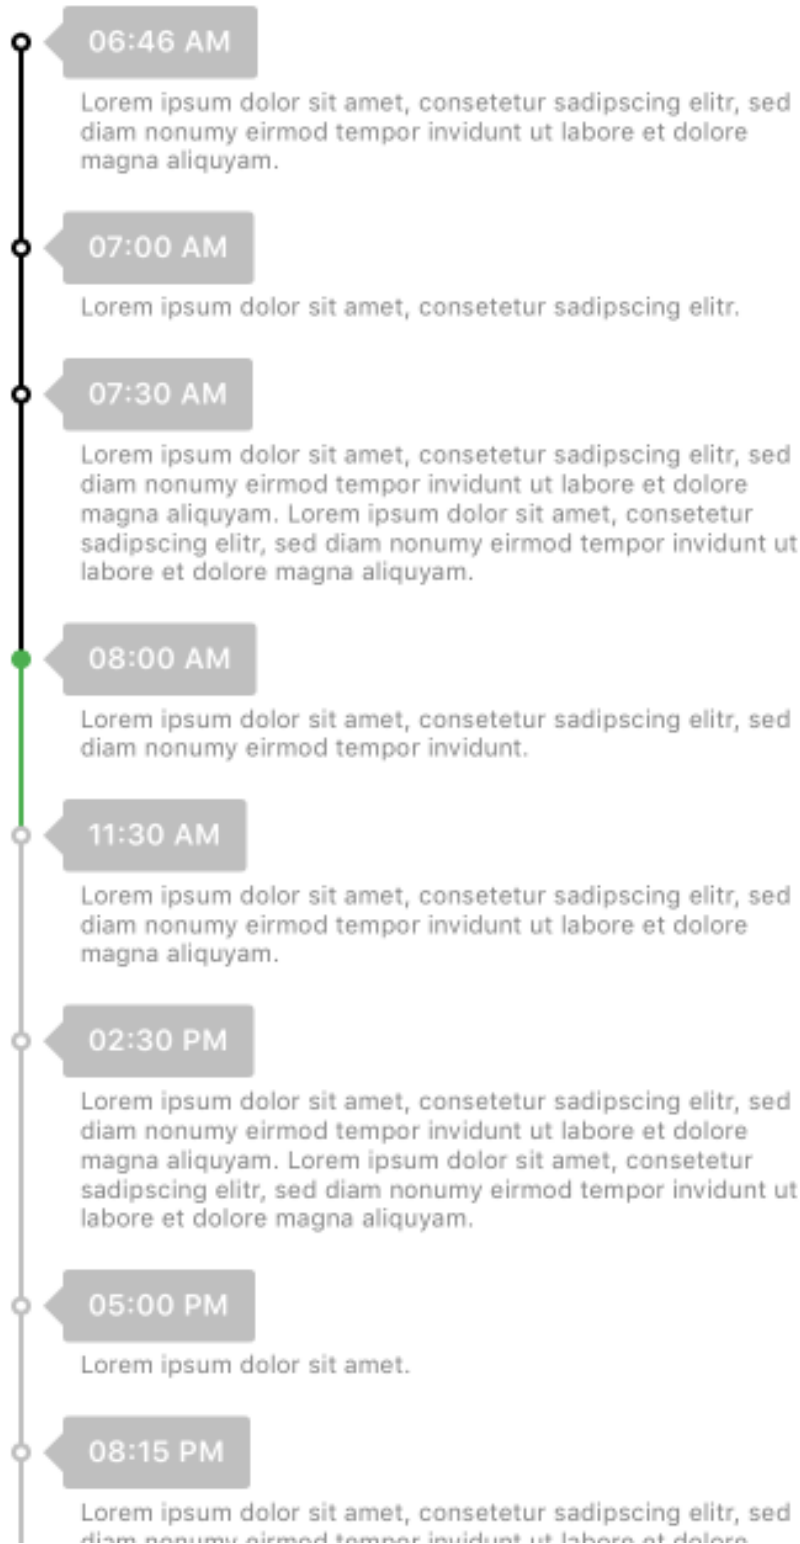 06:46 AM
Lorem ipsum dolor sit amet, consetetur sadipscing elitr, sed
diam nonumy eirmod tempor invidunt ut labore et dolore
magna aliquyam.
07:00 AM
Lorem ipsum dolor sit amet, consetetur sadipscing elitr.
07:30 AM
Lorem ipsum dolor sit amet, consetetur sadipscing elitr, sed
diam nonumy eirmod tempor invidunt ut labore et dolore
magna aliquyam. Lorem ipsum dolor sit amet, consetetur
sadipscing elitr, sed diam nonumy eirmod tempor invidunt ut
labore et dolore magna aliquyam.
08:00 AM
Lorem ipsum dolor sit amet, consetetur sadipscing elitr, sed
diam nonumy eirmod tempor invidunt.
11:30 AM
Lorem ipsum dolor sit amet, consetetur sadipscing elitr, sed
diam nonumy eirmod tempor invidunt ut labore et dolore
magna aliquyam.
02:30 PM
Lorem ipsum dolor sit amet, consetetur sadipscing elitr, sed
diam nonumy eirmod tempor invidunt ut labore et dolore
magna aliquyam. Lorem ipsum dolor sit amet, consetetur
sadipscing elitr, sed diam nonumy eirmod tempor invidunt ut
labore et dolore magna aliquyam.
05:00 PM
Lorem ipsum dolor sit amet.
08:15 PM
Lorem ipsum dolor sit amet, consetetur sadipscing elitr, sed
diam nonumy eirmod tempor invidunt ut labore et dolore